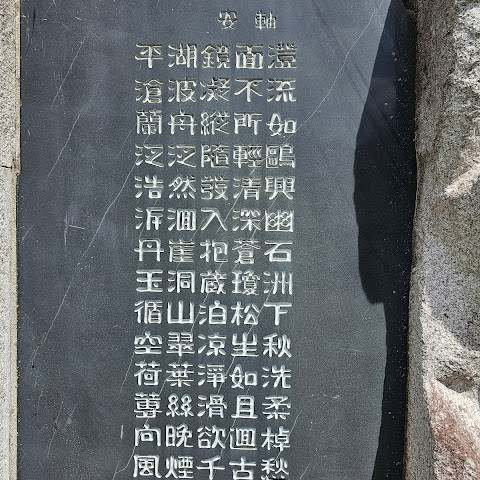 安軸
平湖鏡面澄
滄波凝不流
蘭舟縱所如
泛泛隨輕鷗
浩然發清興
泝洄入深幽
丹崖抱蒼石
玉洞藏瓊洲
循山泊松下
空翠凉生秋
荷葉淨如洗
蓴絲滑且柔
向晚欲迴棹
風煙千古愁